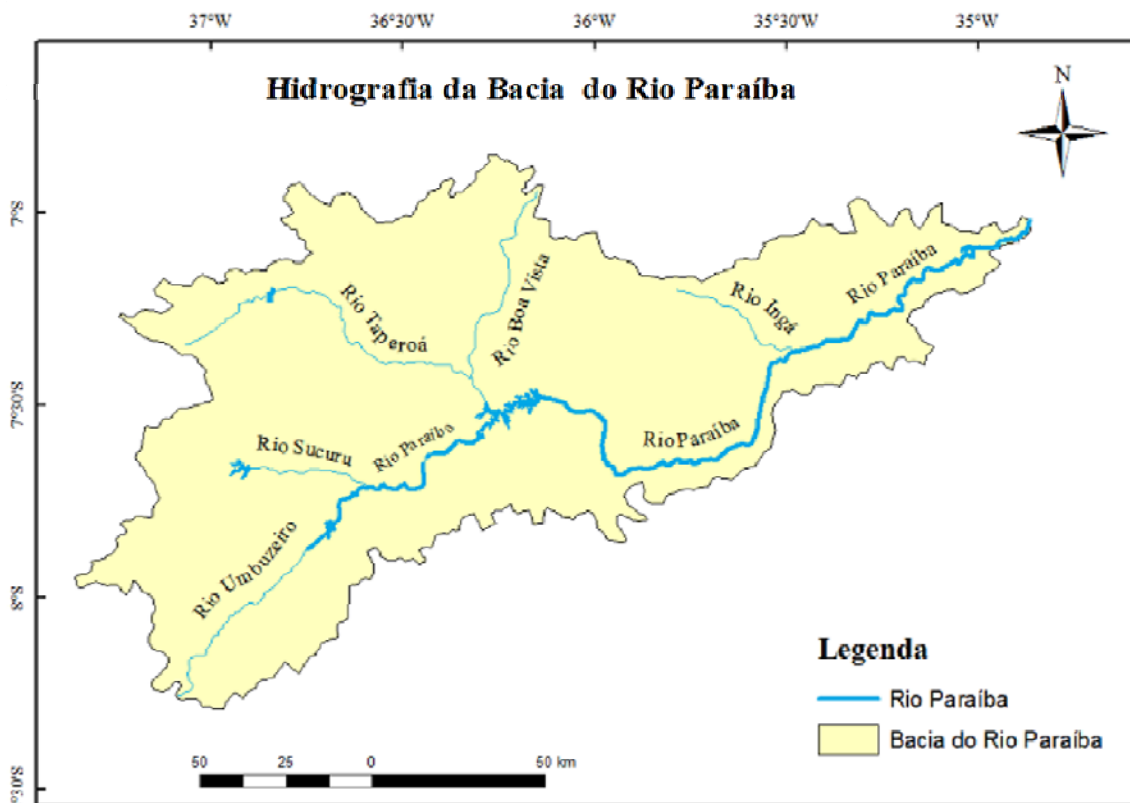 37°W 36°30'W 36°W 35°30'W 35°W
Hidrografia da Bacia do Rio Paraíba
N
7°S
Rio Paraíba
Rio Boa Vista
Rio Taperoá
Rio Ingá
7°30'S
Rio Paraíba
Rio Paraíba
Rio Sucuru
Rio Umbuzeiro
8°S
Legenda
Rio Paraíba
Bacia do Rio Paraíba
50 25 0 50 km
°30'S